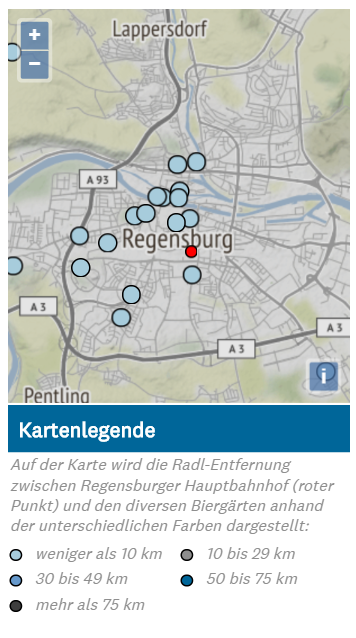 Lappersdorf
+
−
A 93
Regensburg
A 3
A 3
A 3
i
Pentling
Kartenlegende
Auf der Karte wird die Radl-Entfernung
zwischen Regensburger Hauptbahnhof (roter
Punkt) und den diversen Biergärten anhand
der unterschiedlichen Farben dargestellt:
weniger als 10 km 10 bis 29 km
30 bis 49 km 50 bis 75 km
mehr als 75 km